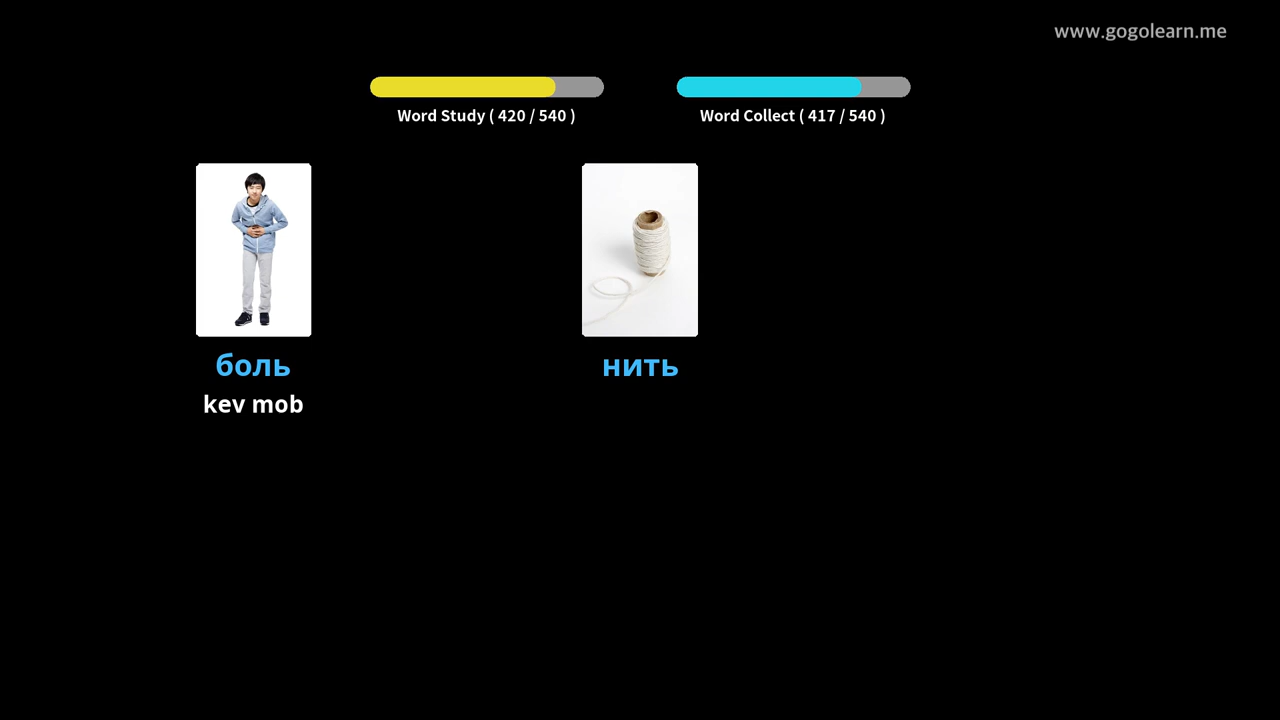 www.gogolearn.me
Word Study ( 420 / 540 )
Word Collect ( 417 / 540 )
боль
нить
kev mob